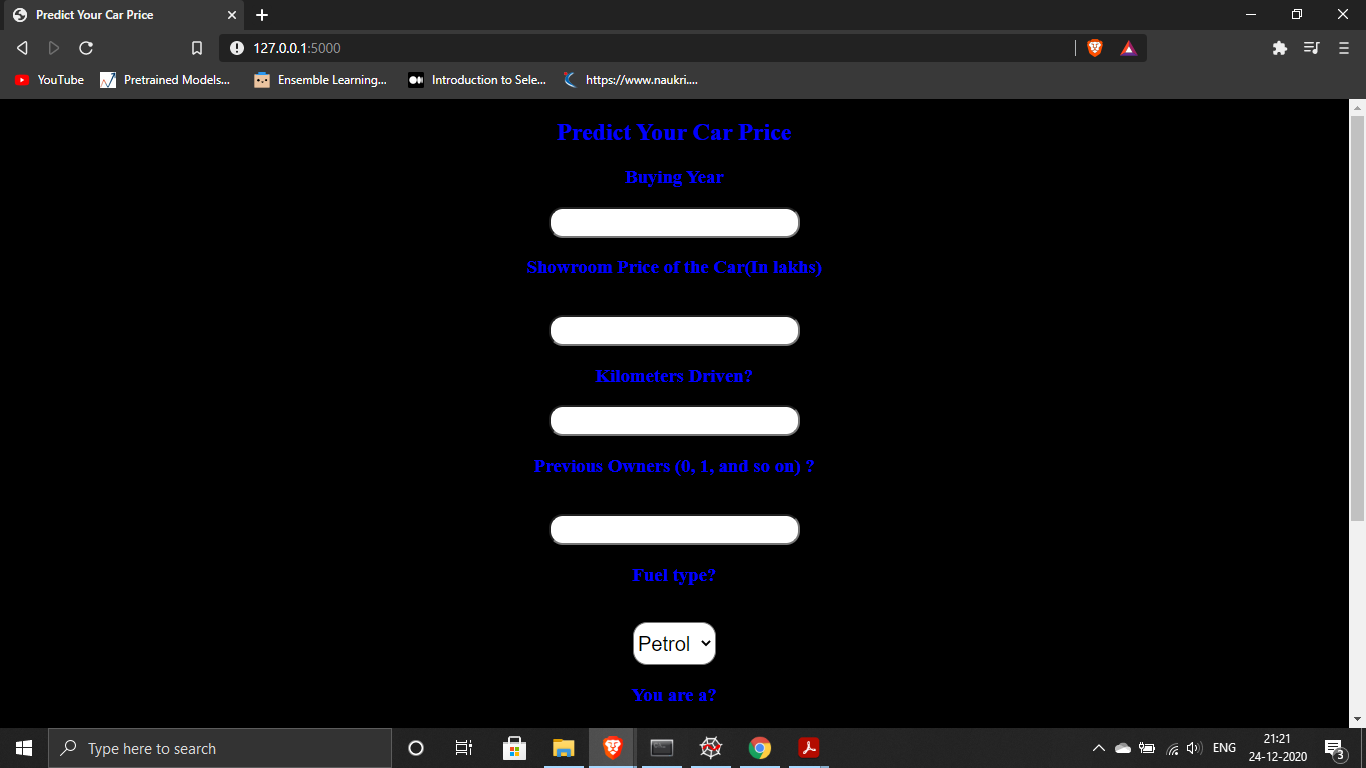 Predict Your Car Price
127.0.0.1:5000
YouTube Pretrained Models... Ensemble Learning... Introduction to Sele... https://www.naukri....
Predict Your Car Price
Buying Year
Showroom Price of the Car(In lakhs)
Kilometers Driven?
Previous Owners (0, 1, and so on) ?
Fuel type?
Petrol
You are a?
Type here to search
ENG
21:21
24-12-2020
3